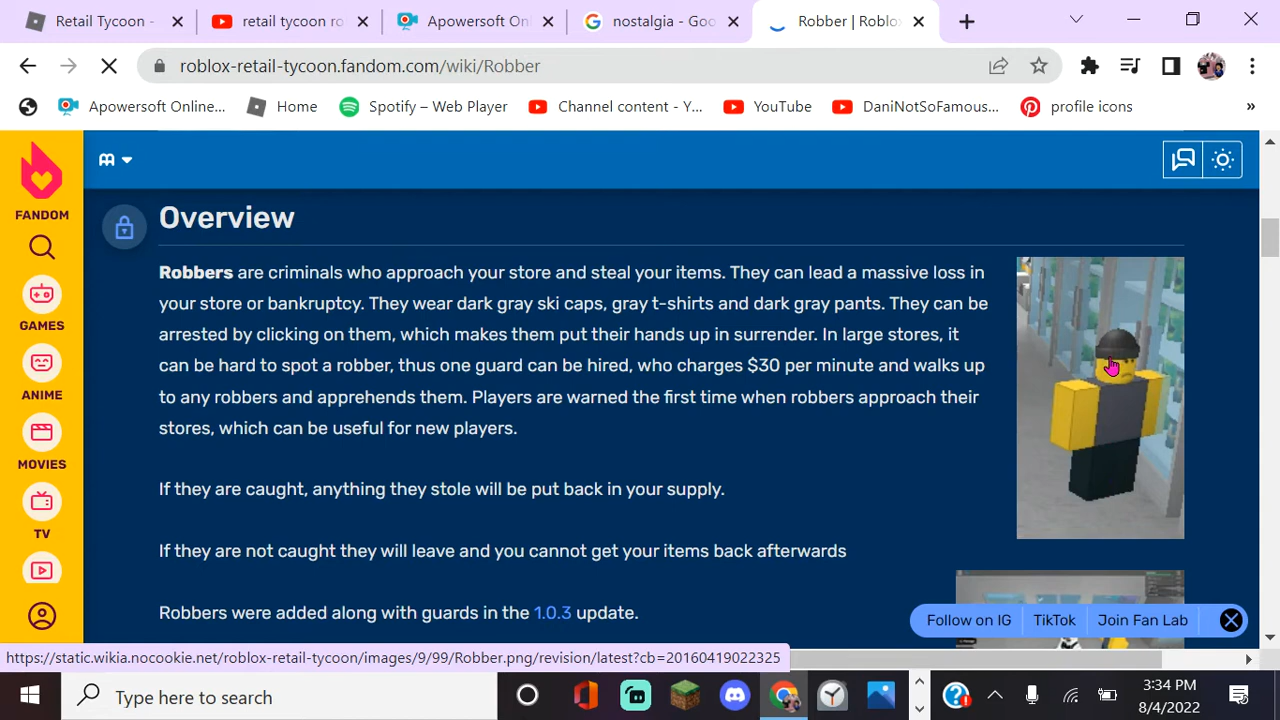 Retail Tycoon -
retail tycoon ro
Apowersoft Onl
nostalgia - Goo
Robber | Roblo
roblox-retail-tycoon.fandom.com/wiki/Robber
Apowersoft Online...
Home
Spotify – Web Player
Channel content - Y...
YouTube
DaniNotSoFamous...
profile icons
»
FANDOM
GAMES
ANIME
MOVIES
TV
Overview
Robbers are criminals who approach your store and steal your items. They can lead a massive loss in
your store or bankruptcy. They wear dark gray ski caps, gray t-shirts and dark gray pants. They can be
arrested by clicking on them, which makes them put their hands up in surrender. In large stores, it
can be hard to spot a robber, thus one guard can be hired, who charges $30 per minute and walks up
to any robbers and apprehends them. Players are warned the first time when robbers approach their
stores, which can be useful for new players.
If they are caught, anything they stole will be put back in your supply.
If they are not caught they will leave and you cannot get your items back afterwards
Robbers were added along with guards in the 1.0.3 update.
Follow on IG
TikTok
Join Fan Lab
https://static.wikia.nocookie.net/roblox-retail-tycoon/images/9/99/Robber.png/revision/latest?cb=20160419022325
Type here to search
3:34 PM
8/4/2022